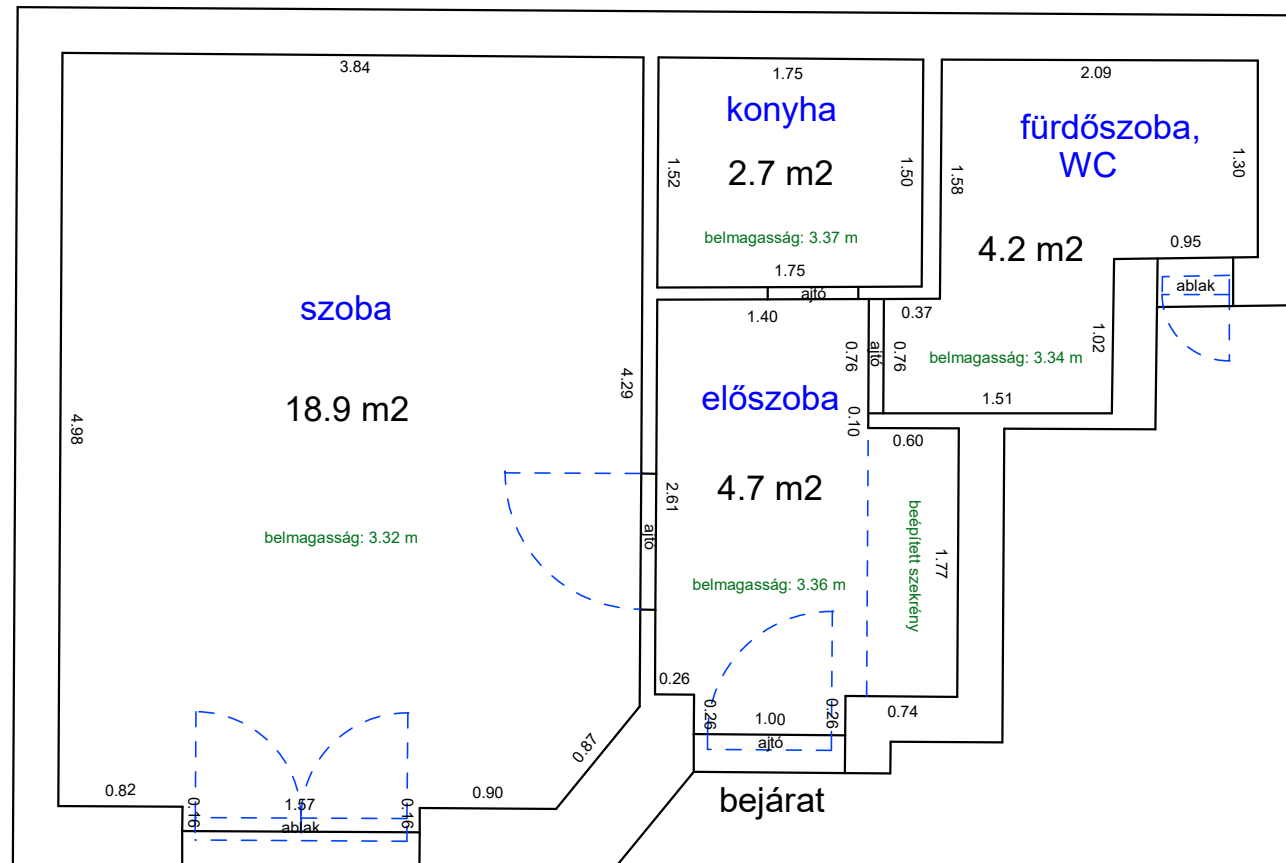 3.84
szoba
18.9 m2
4.98
4.29
belmagasság: 3.32 m
0.82
0.16
1.57
ablak
0.16
0.90
0.87
1.75
konyha
2.7 m2
1.52
1.50
belmagasság: 3.37 m
1.75
ajtó
2.09
fürdőszoba,
WC
4.2 m2
1.58
1.30
0.95
ablak
0.37
0.76
ajtó
0.76
1.02
belmagasság: 3.34 m
1.51
1.40
előszoba
4.7 m2
0.10
0.60
2.61
ajtó
belmagasság: 3.36 m
beépített szekrény
1.77
0.26
0.26
1.00
0.26
0.74
ajtó
bejárat